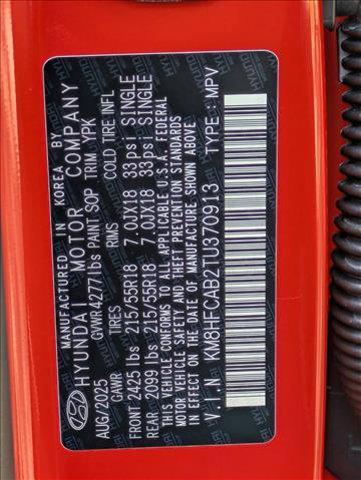 MANUFACTURED IN KOREA BY
HYUNDAI MOTOR COMPANY
AUG/2025 GVWR4277lbs PAINT SOP TRIM YPK
GAWR TIRES RIMS COLD TIRE INFL
FRONT 2425 lbs 215/55R18 7.0JX18 33psi SINGLE
REAR 2099 lbs 215/55R18 7.0JX18 33psi SINGLE
THIS VEHICLE CONFORMS TO ALL APPLICABLE U.S.A. FEDERAL
MOTOR VEHICLE SAFETY, BUMPER, AND THEFT PREVENTION STANDARDS
IN EFFECT ON THE DATE OF MANUFACTURE SHOWN ABOVE.
V.I.N : KM8HFCAB2TU370913 TYPE : MPV